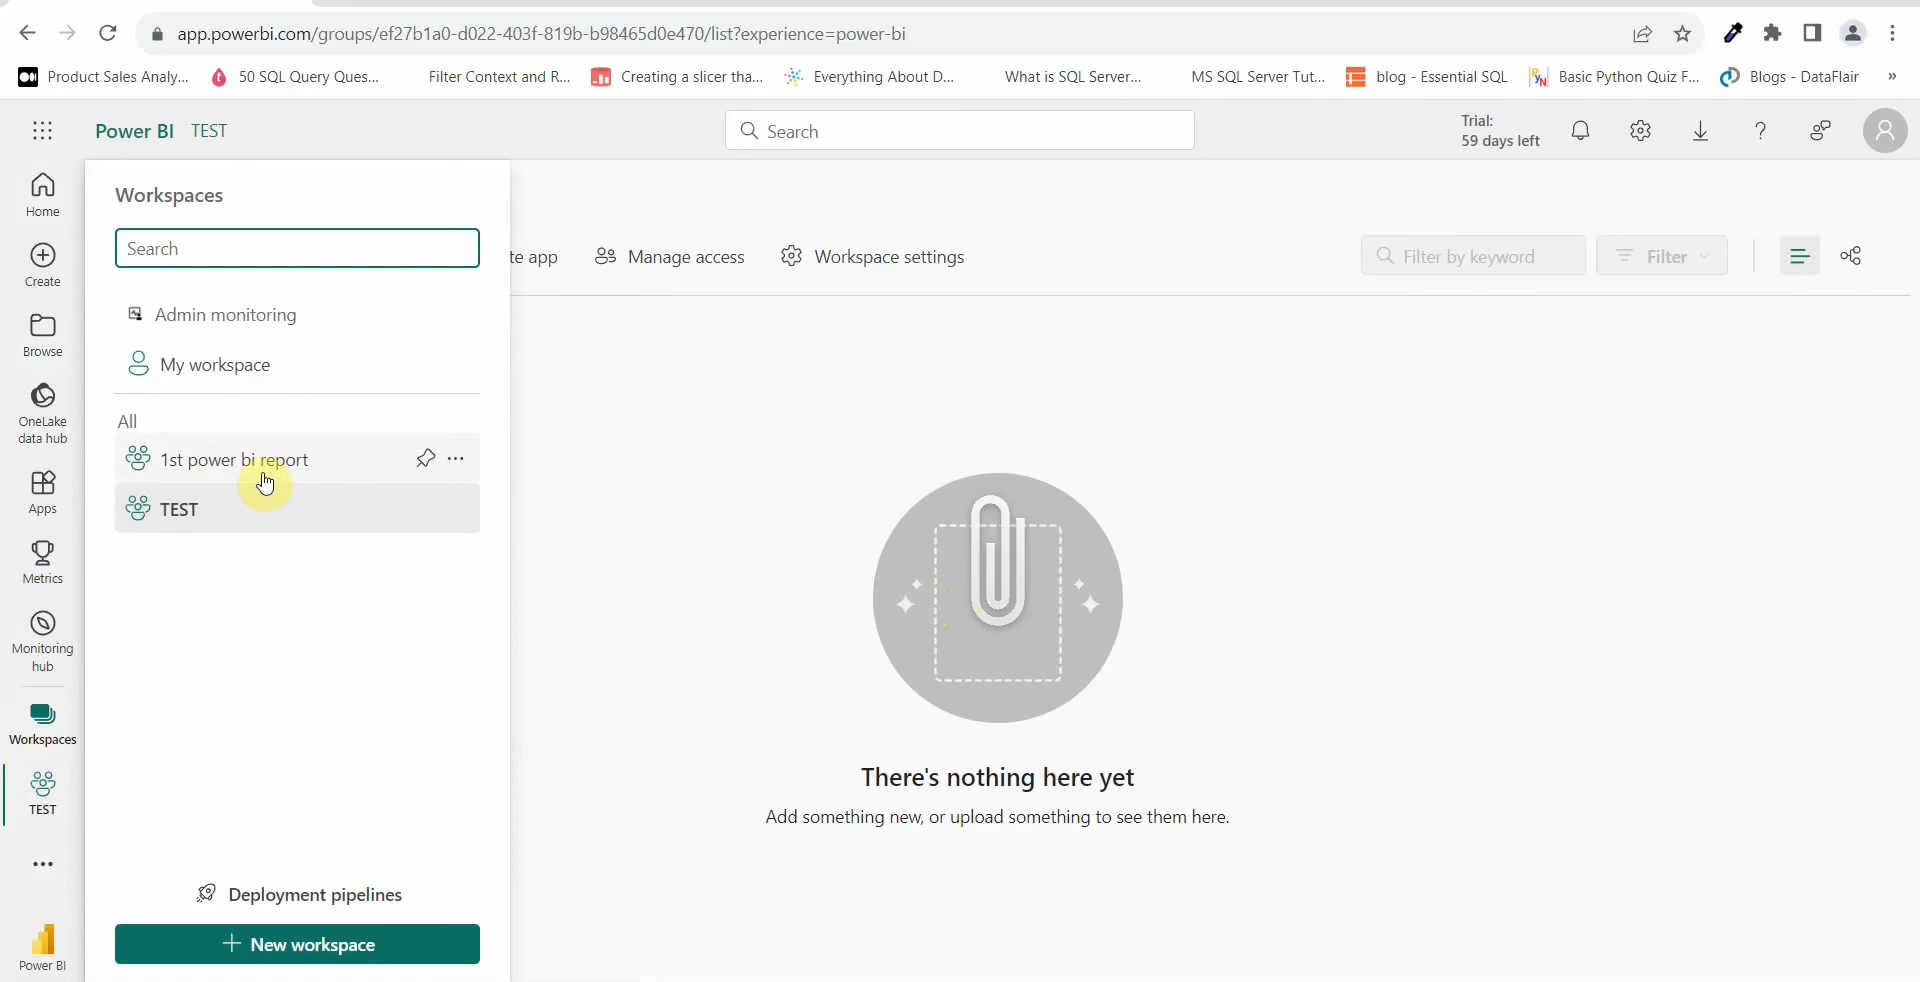 app.powerbi.com/groups/ef27b1a0-d022-403f-819b-b98465d0e470/list?experience=power-bi
Product Sales Analy... 50 SQL Query Ques... Filter Context and R... Creating a slicer tha... Everything About D... What is SQL Server... MS SQL Server Tut... blog - Essential SQL Basic Python Quiz F... Blogs - DataFlair »
Power BI TEST
Search
Trial:
59 days left
Home
Create
Browse
OneLake
data hub
Apps
Metrics
Monitoring
hub
Workspaces
TEST
Power BI
Workspaces
Search
Admin monitoring
My workspace
All
1st power bi report
TEST
Deployment pipelines
+ New workspace
te app Manage access Workspace settings
Filter by keyword Filter
There's nothing here yet
Add something new, or upload something to see them here.